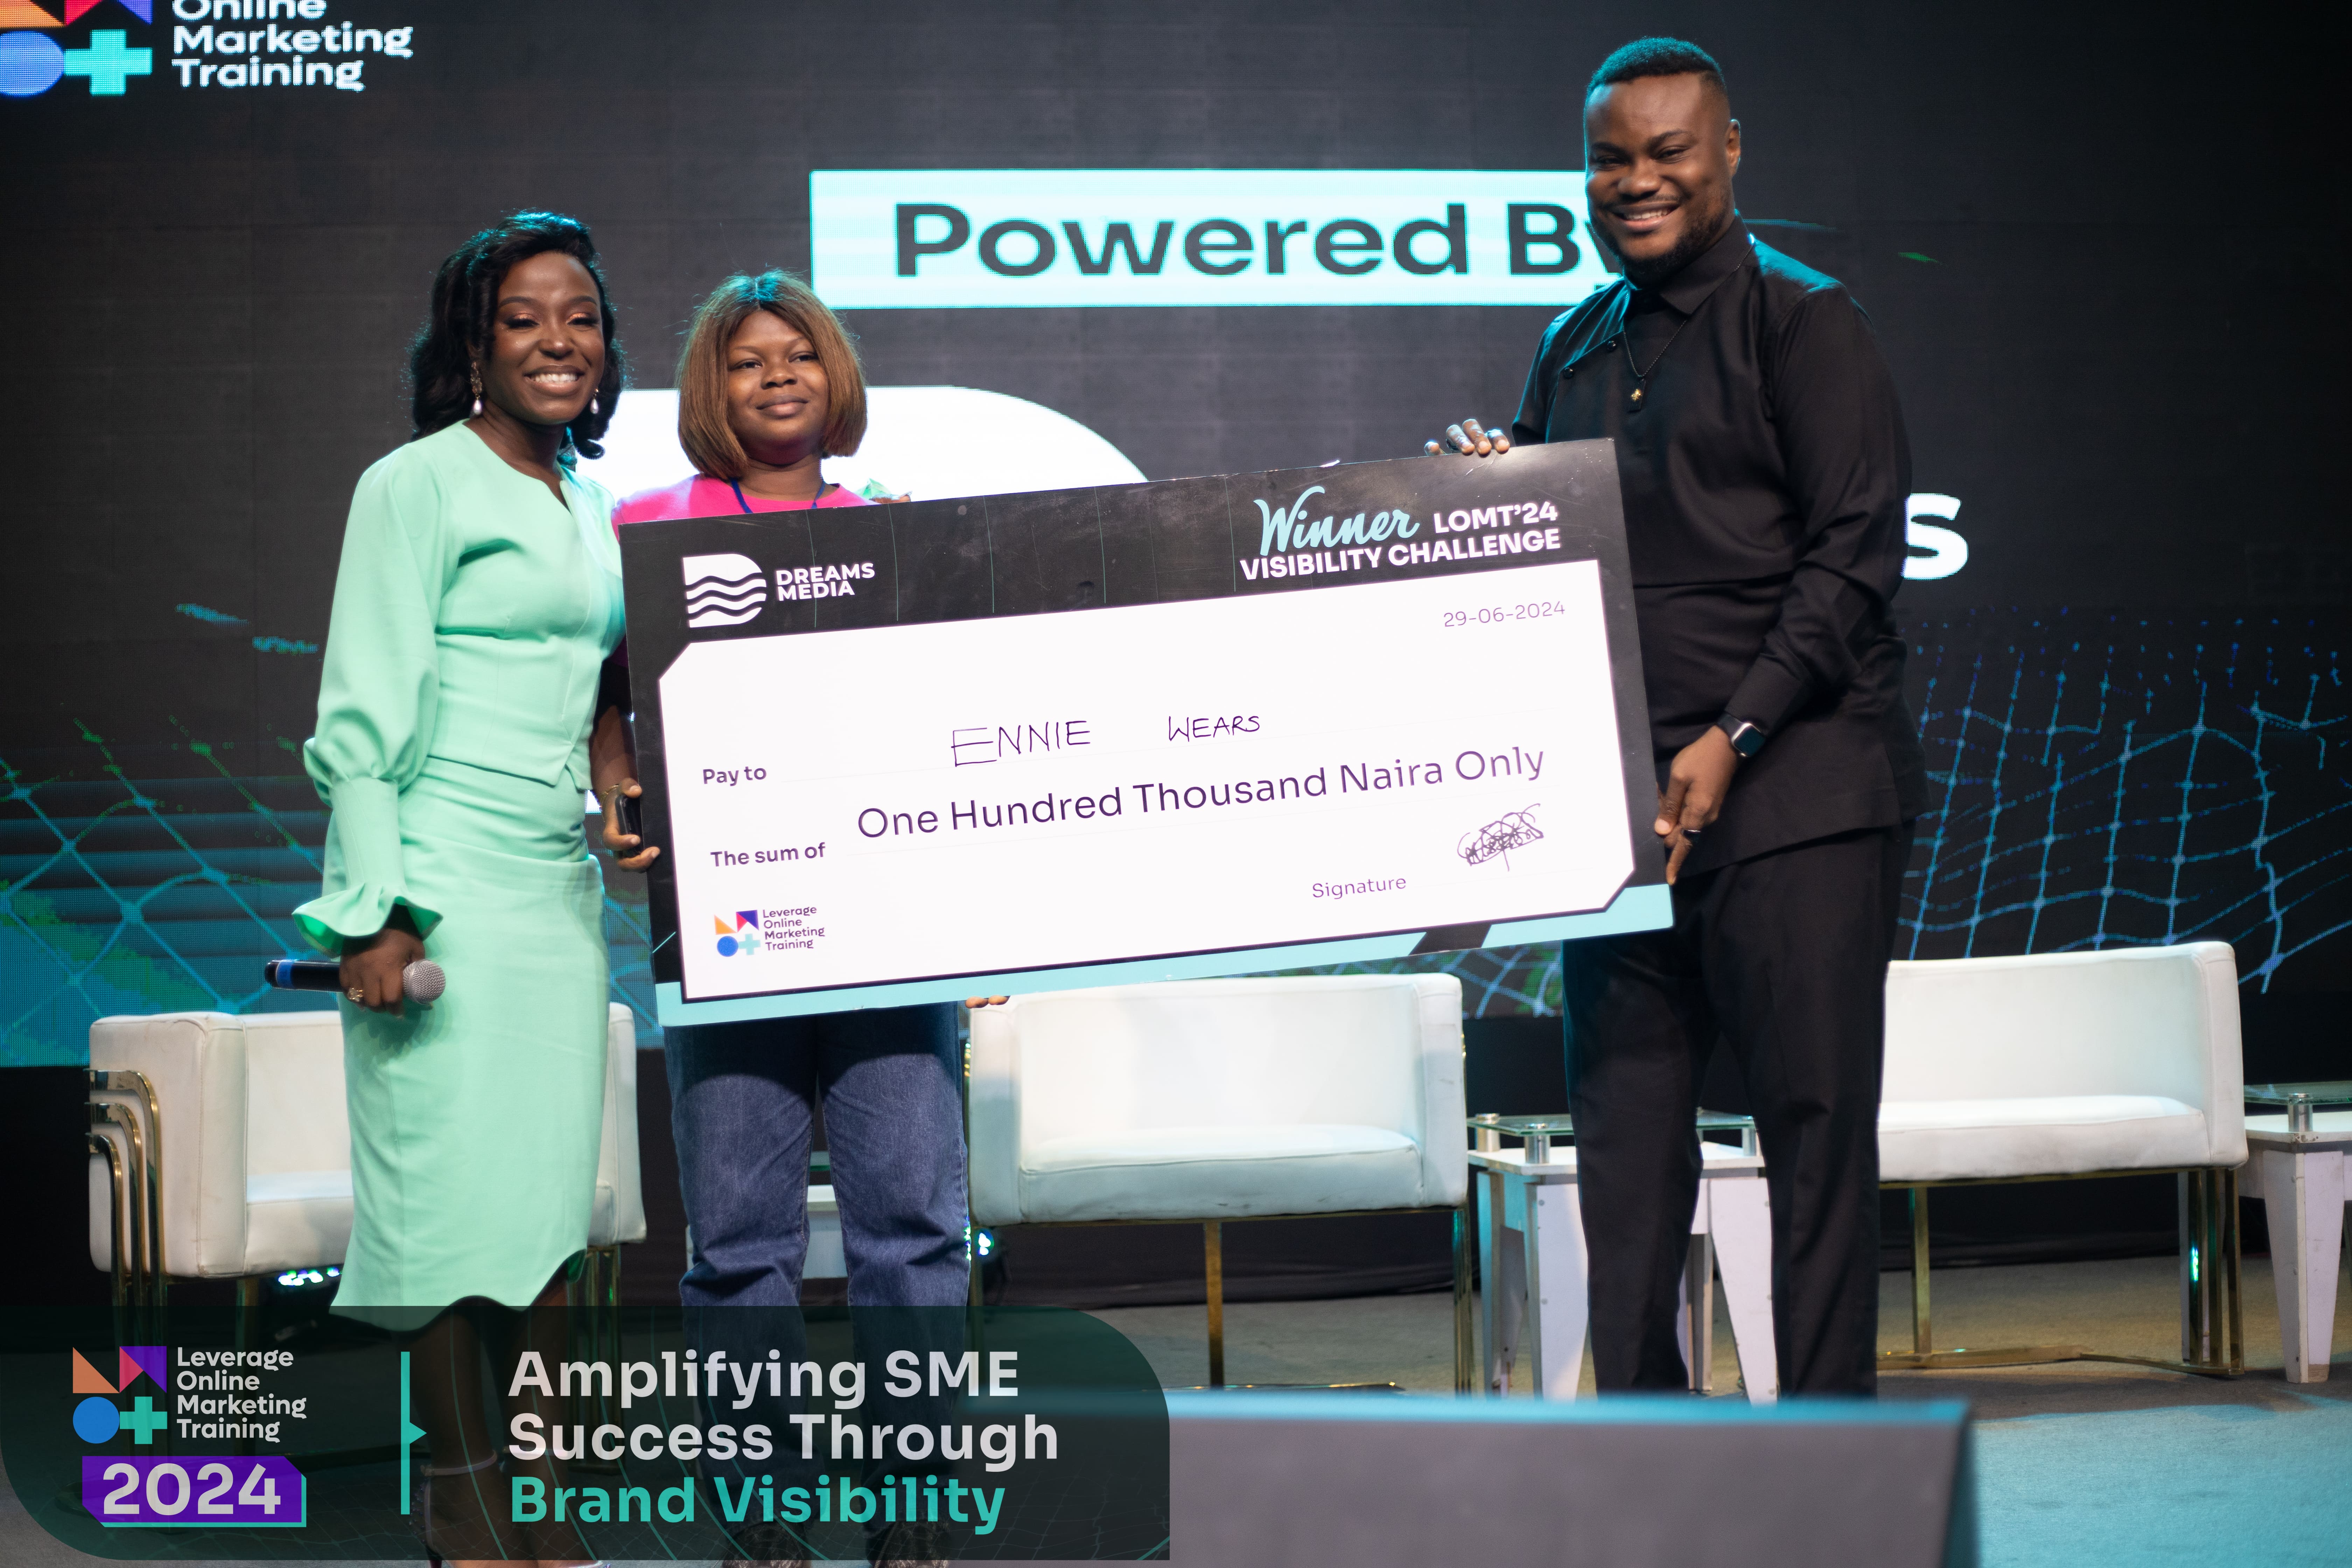 Online
Marketing
Training
Powered By
s
DREAMS
MEDIA
Winner LOMT'24
VISIBILITY CHALLENGE
29-06-2024
Pay to ENNIE WEARS
The sum of One Hundred Thousand Naira Only
Signature
Leverage
Online
Marketing
Training
Leverage
Online
Marketing
Training
2024
Amplifying SME
Success Through
Brand Visibility